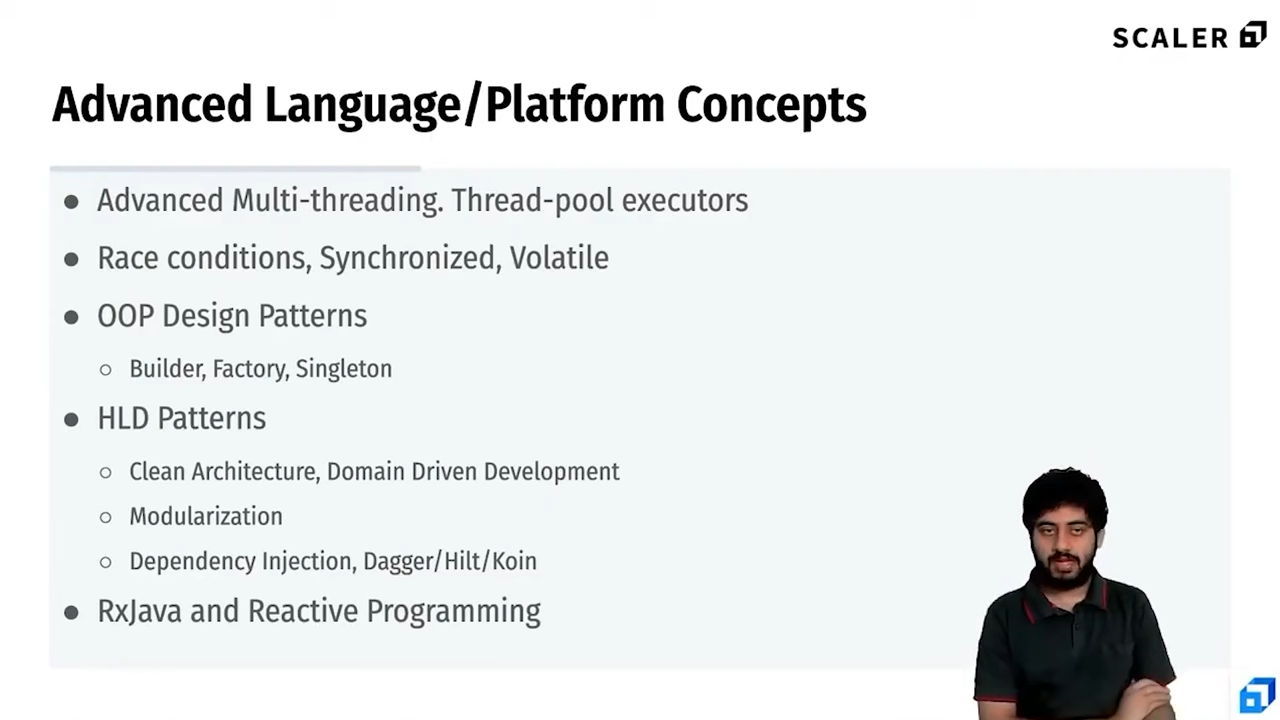 SCALER
Advanced Language/Platform Concepts
Advanced Multi-threading. Thread-pool executors
Race conditions, Synchronized, Volatile
OOP Design Patterns
Builder, Factory, Singleton
HLD Patterns
Clean Architecture, Domain Driven Development
Modularization
Dependency Injection, Dagger/Hilt/Koin
RxJava and Reactive Programming